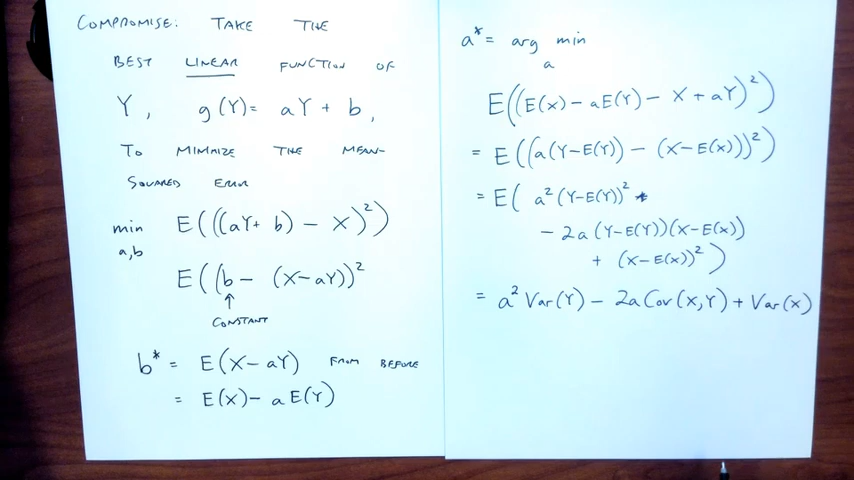 COMPROMISE: TAKE THE
BEST LINEAR FUNCTION OF
Y, g(Y) = aY + b,
TO MINIMIZE THE MEAN-
SQUARED ERROR
min E(((aY + b) - X)²)
a,b
E((b - (X - aY))²
↑
CONSTANT
b* = E(X - aY) FROM BEFORE
= E(X) - a E(Y)
a* = arg min
a
E((E(X) - aE(Y) - X + aY)²)
= E((a(Y - E(Y)) - (X - E(X)))²)
= E( a² (Y - E(Y))²
- 2a (Y - E(Y))(X - E(X))
+ (X - E(X))² )
= a² Var(Y) - 2a Cov(X,Y) + Var(X)